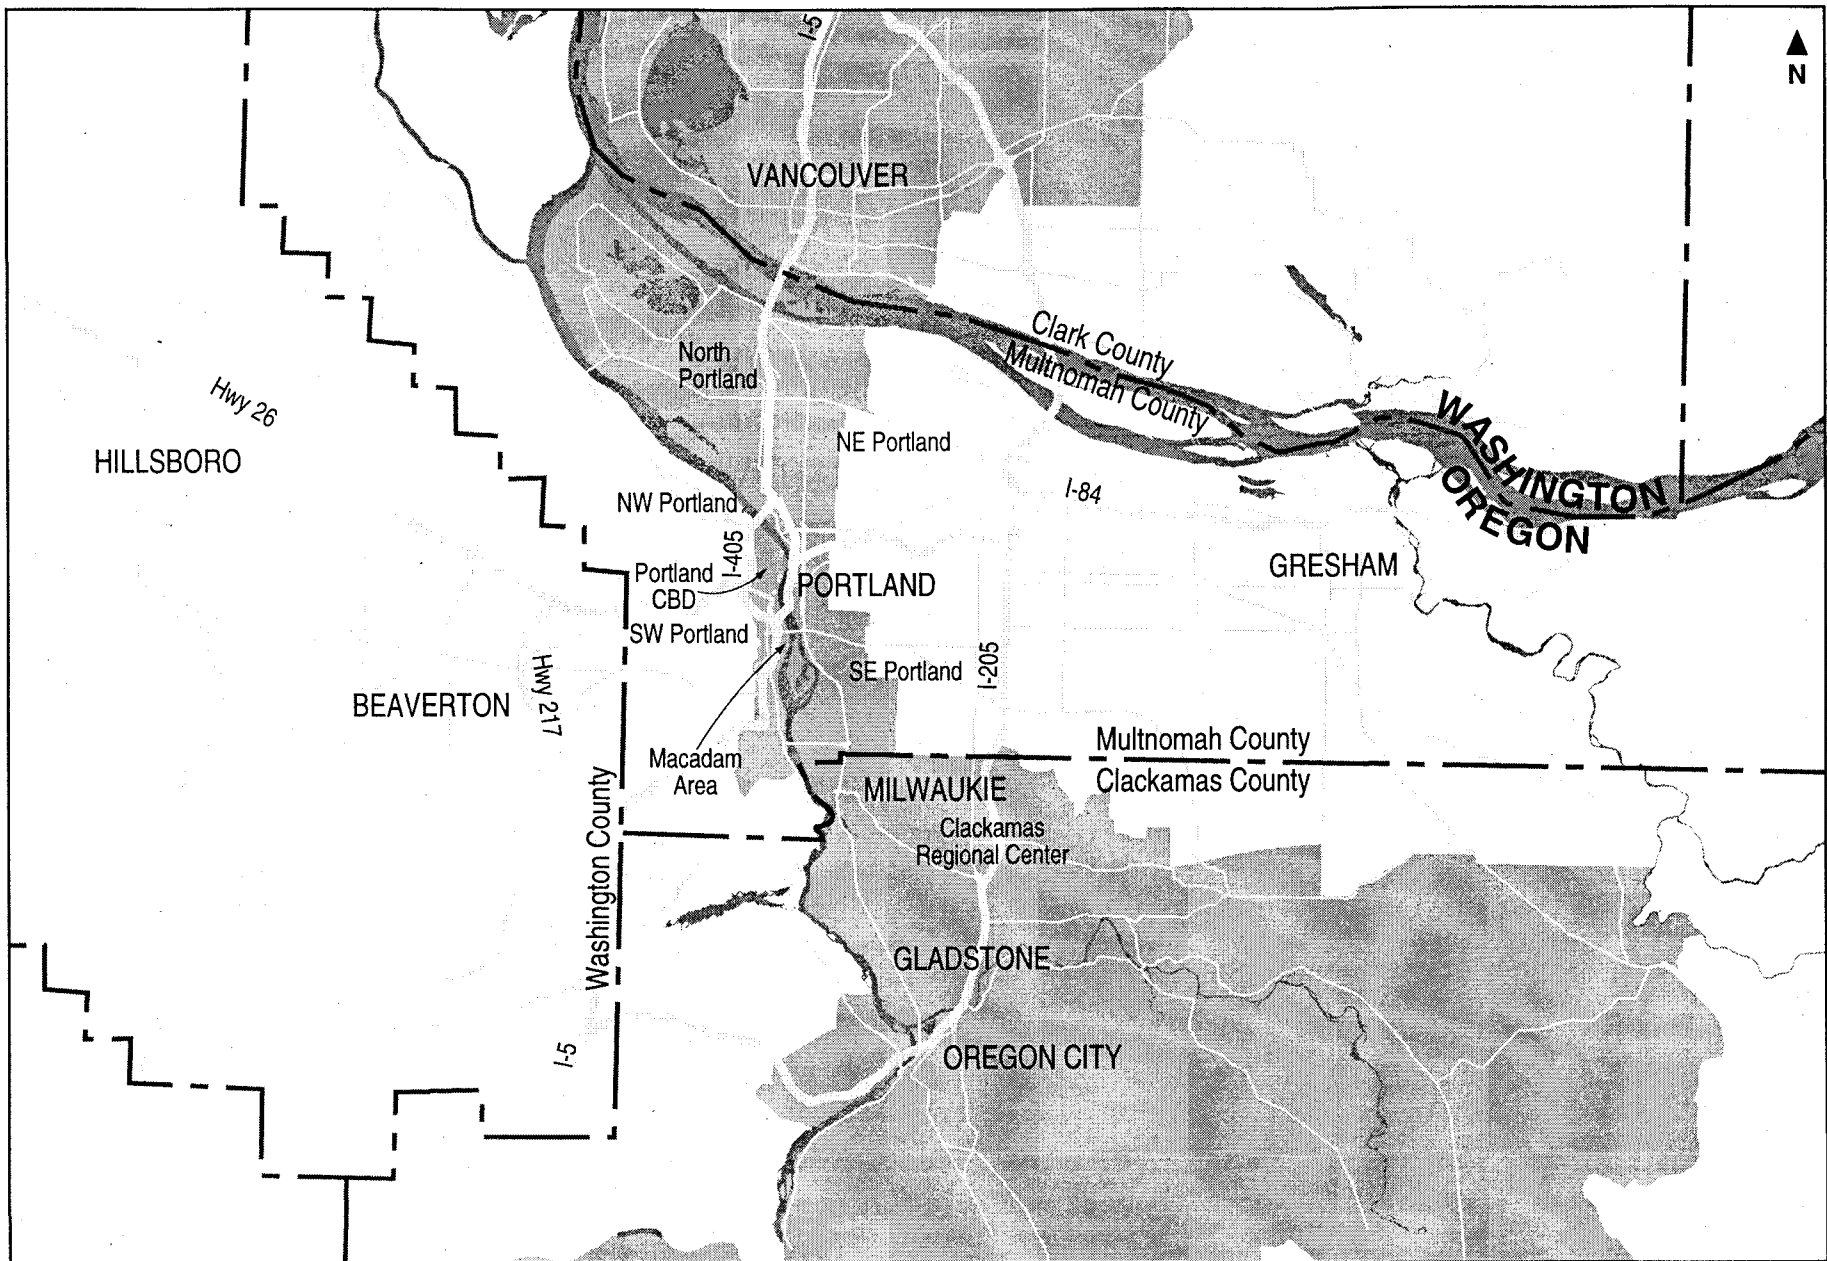 I-5
N
VANCOUVER
Clark County
Multnomah County
North
Portland
Hwy 26
WASHINGTON
OREGON
HILLSBORO
NE Portland
I-84
NW Portland
I-405
GRESHAM
Portland
CBD
PORTLAND
SW Portland
Hwy 217
SE Portland
I-205
BEAVERTON
Macadam
Area
Multnomah County
Clackamas County
MILWAUKIE
Clackamas
Regional Center
Washington County
GLADSTONE
I-5
OREGON CITY